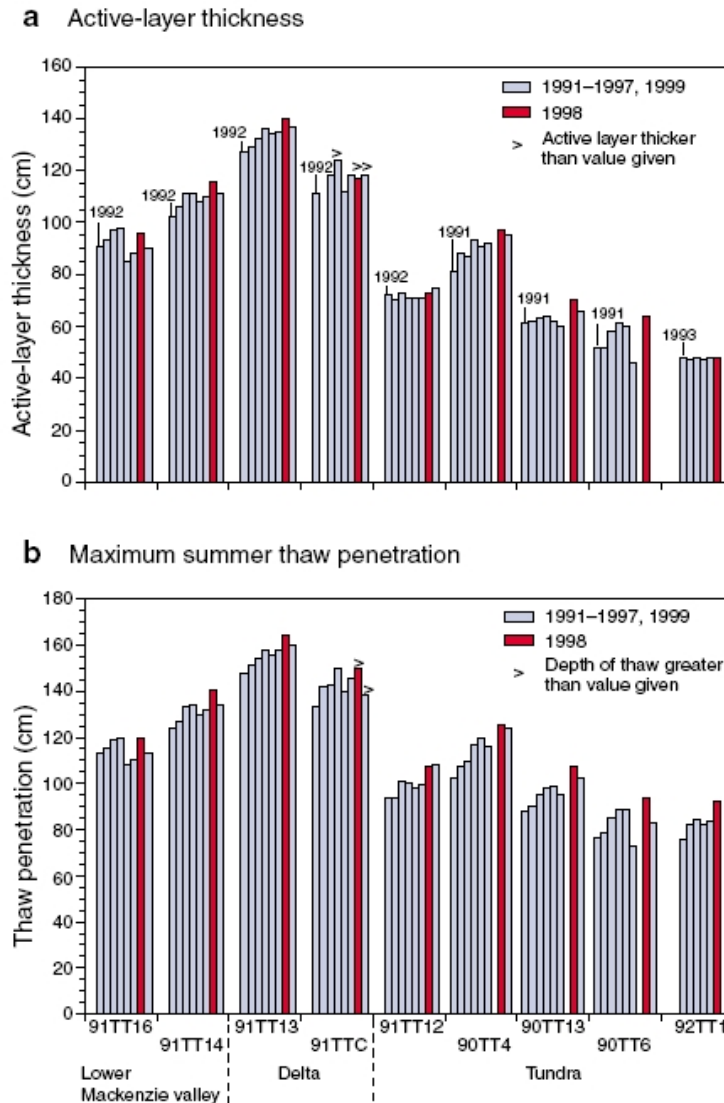 a Active-layer thickness
160
140
120
100
80
60
40
20
0
Active-layer thickness (cm)
1991–1997, 1999
1998
> Active layer thicker
than value given
1992
1992
1992
>
1992
>>
1992
1991
1991
1991
1993
b Maximum summer thaw penetration
180
160
140
120
100
80
60
40
20
0
Thaw penetration (cm)
1991–1997, 1999
1998
> Depth of thaw greater
than value given
>
>
91TT16
91TT14
91TT13
91TTC
91TT12
90TT4
90TT13
90TT6
92TT1
Lower
Mackenzie valley
Delta
Tundra